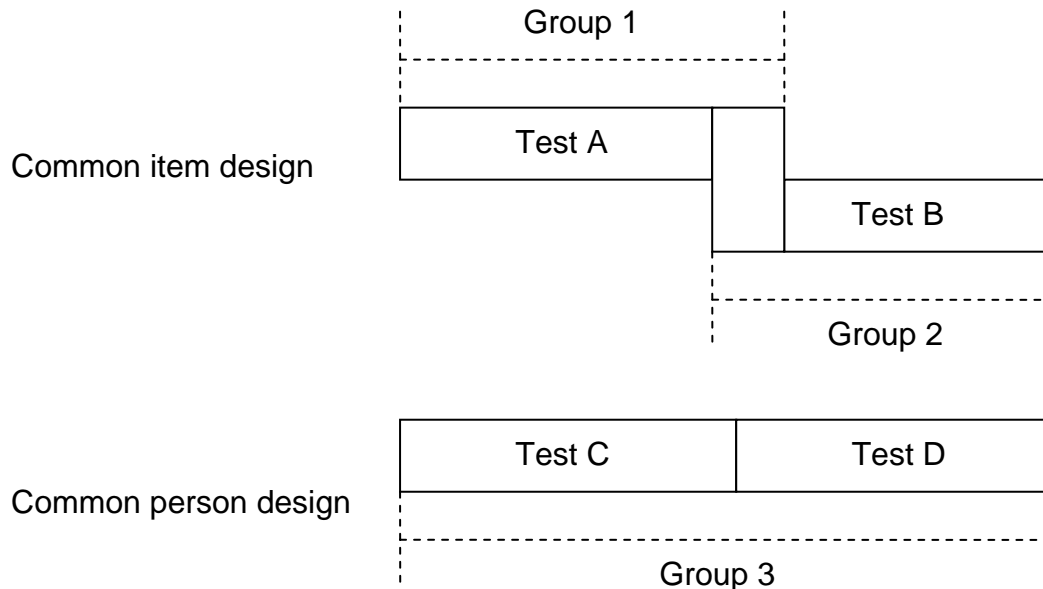 Group 1
Test A
Common item design
Test B
Group 2
Test C Test D
Common person design
Group 3